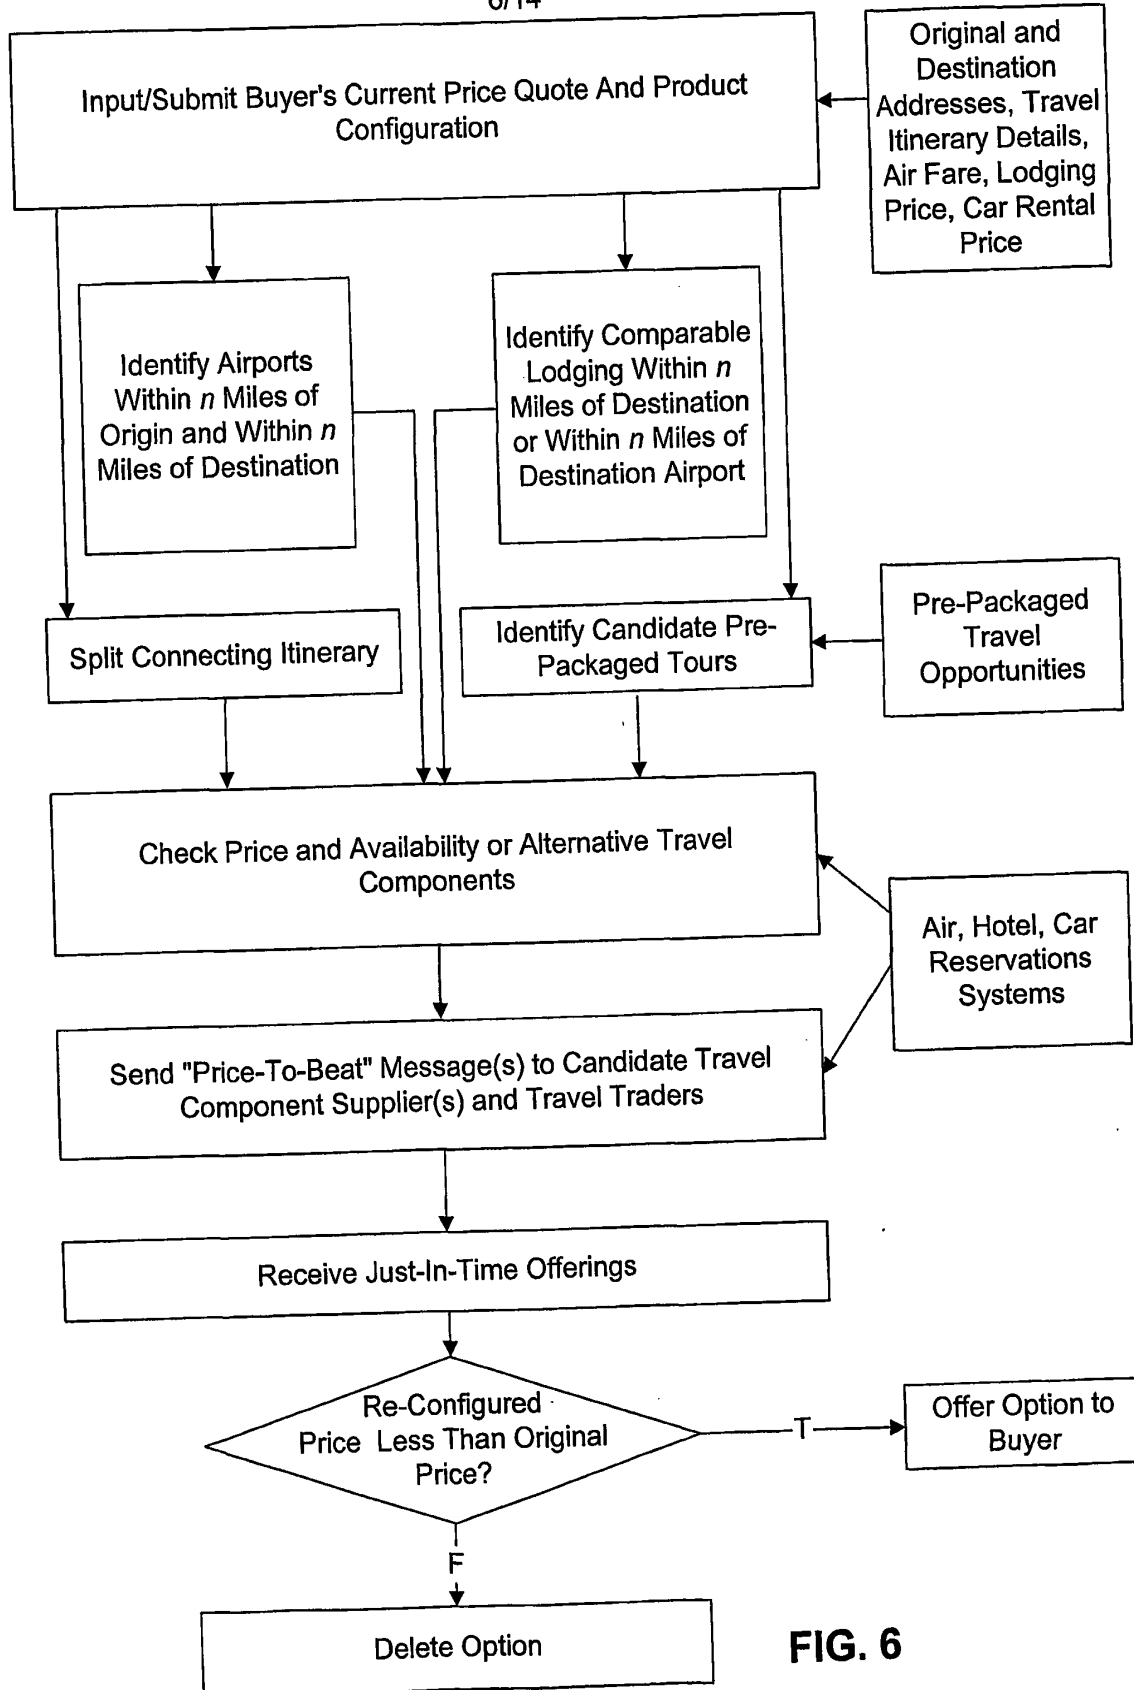 6/14
Input/Submit Buyer's Current Price Quote And Product
Configuration
Original and
Destination
Addresses, Travel
Itinerary Details,
Air Fare, Lodging
Price, Car Rental
Price
Identify Airports
Within n Miles of
Origin and Within n
Miles of Destination
Identify Comparable
Lodging Within n
Miles of Destination
or Within n Miles of
Destination Airport
Split Connecting Itinerary
Identify Candidate Pre-
Packaged Tours
Pre-Packaged
Travel
Opportunities
Check Price and Availability or Alternative Travel
Components
Air, Hotel, Car
Reservations
Systems
Send "Price-To-Beat" Message(s) to Candidate Travel
Component Supplier(s) and Travel Traders
Receive Just-In-Time Offerings
Re-Configured
Price Less Than Original
Price?
T
Offer Option to
Buyer
F
Delete Option
FIG. 6